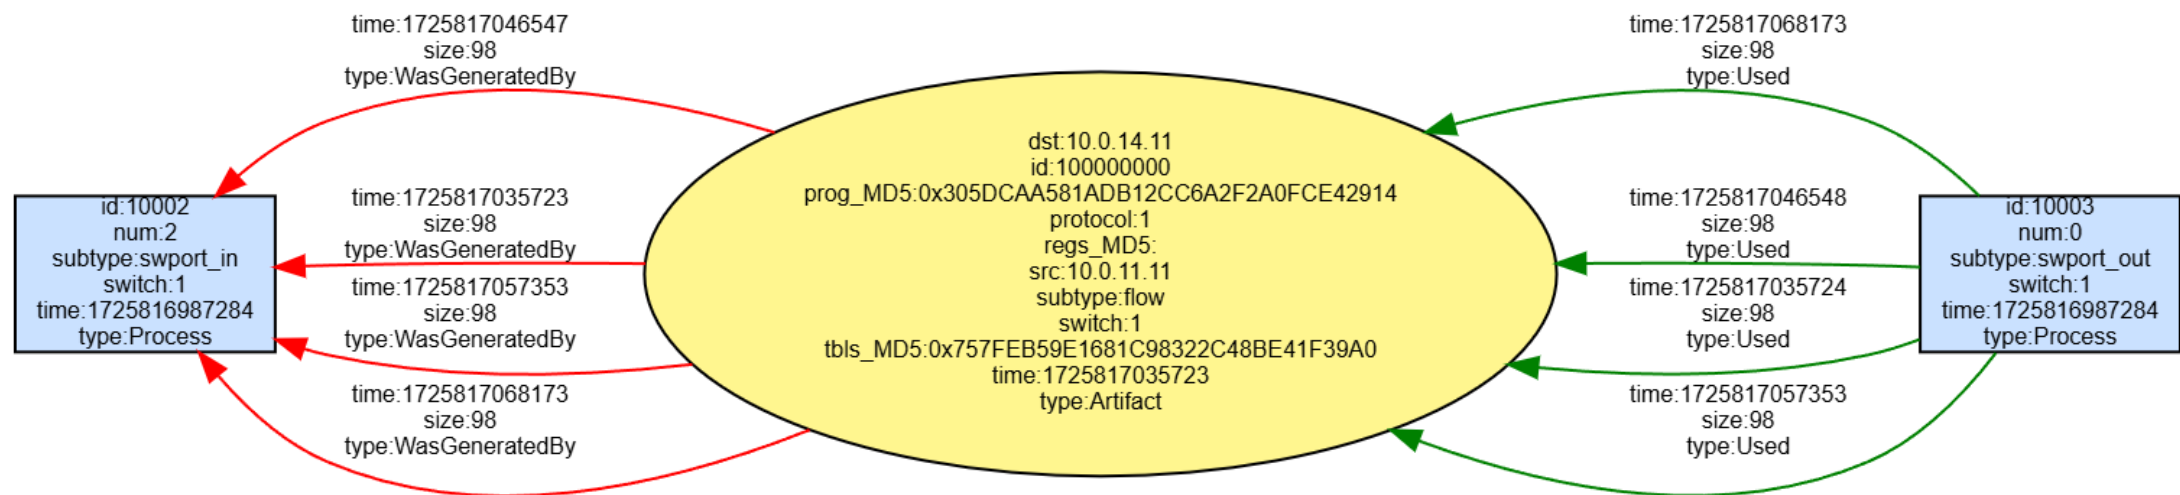 time:1725817046547
size:98
type:WasGeneratedBy
time:1725817035723
size:98
type:WasGeneratedBy
time:1725817057353
size:98
type:WasGeneratedBy
time:1725817068173
size:98
type:WasGeneratedBy
id:10002
num:2
subtype:swport_in
switch:1
time:1725816987284
type:Process
dst:10.0.14.11
id:100000000
prog_MD5:0x305DCAA581ADB12CC6A2F2A0FCE42914
protocol:1
regs_MD5:
src:10.0.11.11
subtype:flow
switch:1
tbls_MD5:0x757FEB59E1681C98322C48BE41F39A0
time:1725817035723
type:Artifact
time:1725817068173
size:98
type:Used
time:1725817046548
size:98
type:Used
time:1725817035724
size:98
type:Used
time:1725817057353
size:98
type:Used
id:10003
num:0
subtype:swport_out
switch:1
time:1725816987284
type:Process